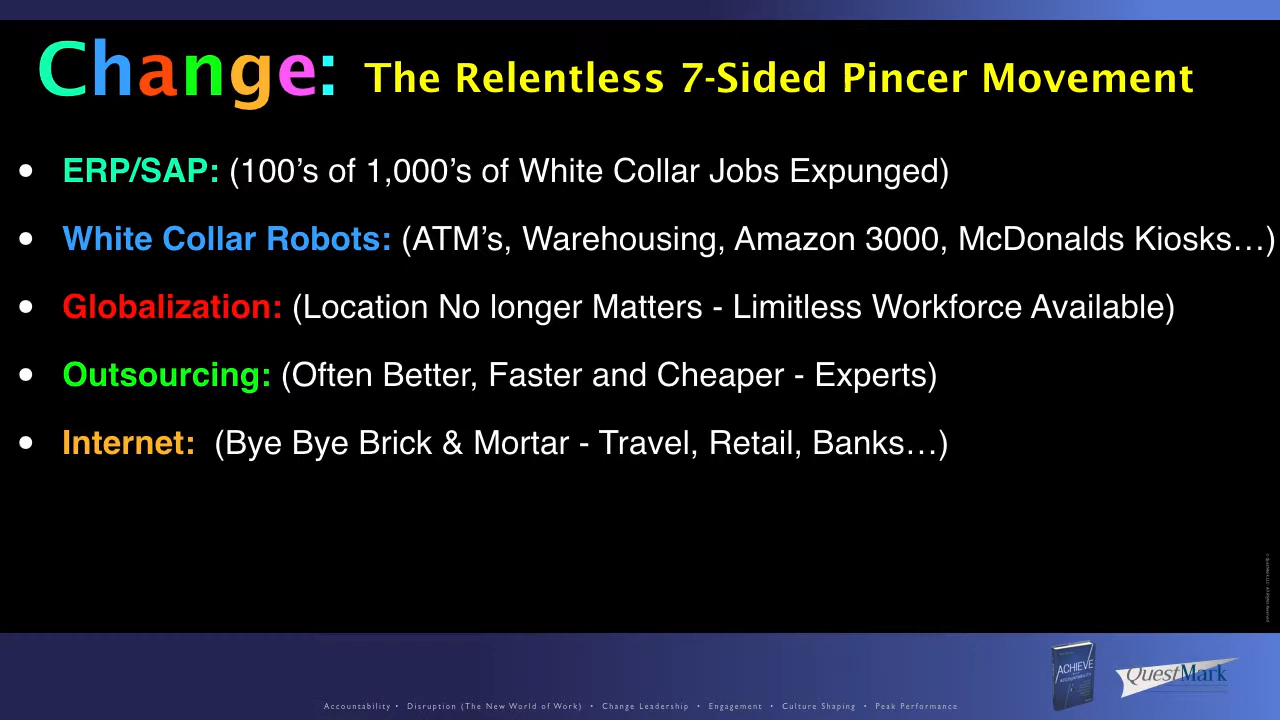 Change: The Relentless 7-Sided Pincer Movement
• ERP/SAP: (100’s of 1,000’s of White Collar Jobs Expunged)
• White Collar Robots: (ATM’s, Warehousing, Amazon 3000, McDonalds Kiosks…)
• Globalization: (Location No longer Matters - Limitless Workforce Available)
• Outsourcing: (Often Better, Faster and Cheaper - Experts)
• Internet: (Bye Bye Brick & Mortar - Travel, Retail, Banks…)
ACHIEVE
QuestMark
Accountability • Disruption (The New World of Work) • Change Leadership • Engagement • Culture Shaping • Peak Performance